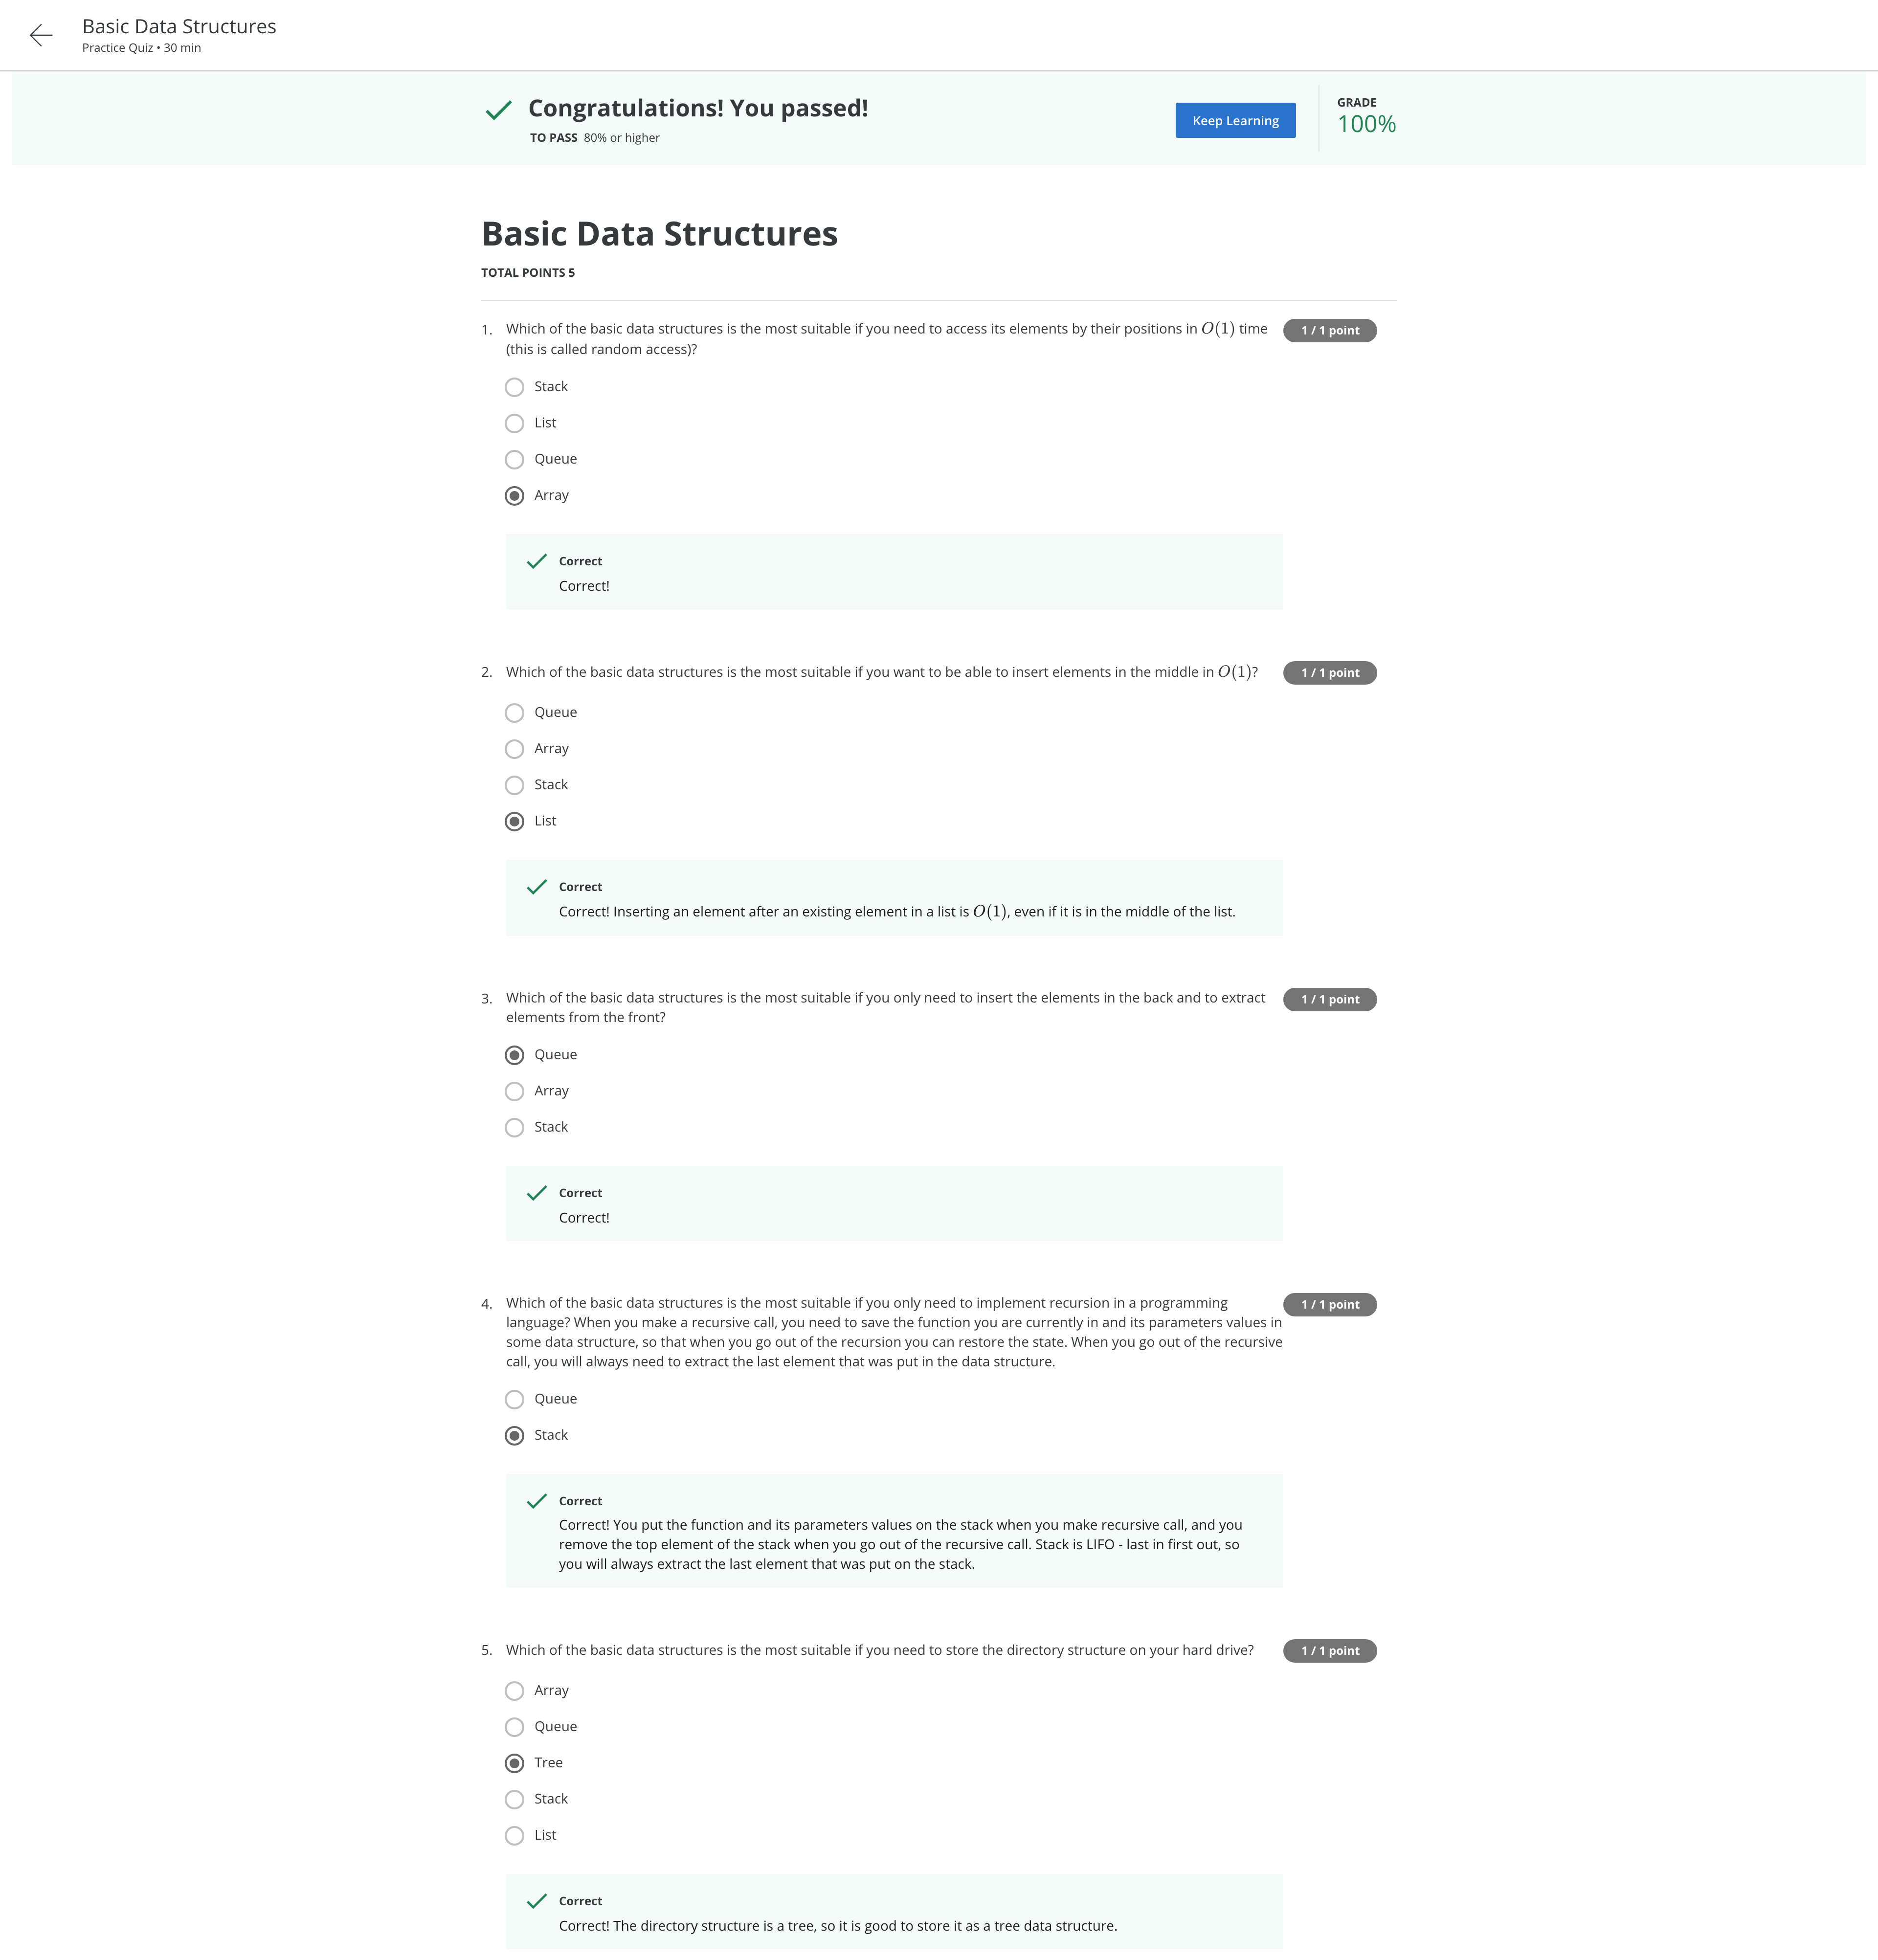 Basic Data Structures
Practice Quiz • 30 min
Congratulations! You passed!
TO PASS 80% or higher
Keep Learning
GRADE
100%
Basic Data Structures
TOTAL POINTS 5
1. Which of the basic data structures is the most suitable if you need to access its elements by their positions in O(1) time
(this is called random access)?
1 / 1 point
Stack
List
Queue
Array
Correct
Correct!
2. Which of the basic data structures is the most suitable if you want to be able to insert elements in the middle in O(1)?
1 / 1 point
Queue
Array
Stack
List
Correct
Correct! Inserting an element after an existing element in a list is O(1), even if it is in the middle of the list.
3. Which of the basic data structures is the most suitable if you only need to insert the elements in the back and to extract
elements from the front?
1 / 1 point
Queue
Array
Stack
Correct
Correct!
4. Which of the basic data structures is the most suitable if you only need to implement recursion in a programming
language? When you make a recursive call, you need to save the function you are currently in and its parameters values in
some data structure, so that when you go out of the recursion you can restore the state. When you go out of the recursive
call, you will always need to extract the last element that was put in the data structure.
1 / 1 point
Queue
Stack
Correct
Correct! You put the function and its parameters values on the stack when you make recursive call, and you
remove the top element of the stack when you go out of the recursive call. Stack is LIFO - last in first out, so
you will always extract the last element that was put on the stack.
5. Which of the basic data structures is the most suitable if you need to store the directory structure on your hard drive?
1 / 1 point
Array
Queue
Tree
Stack
List
Correct
Correct! The directory structure is a tree, so it is good to store it as a tree data structure.